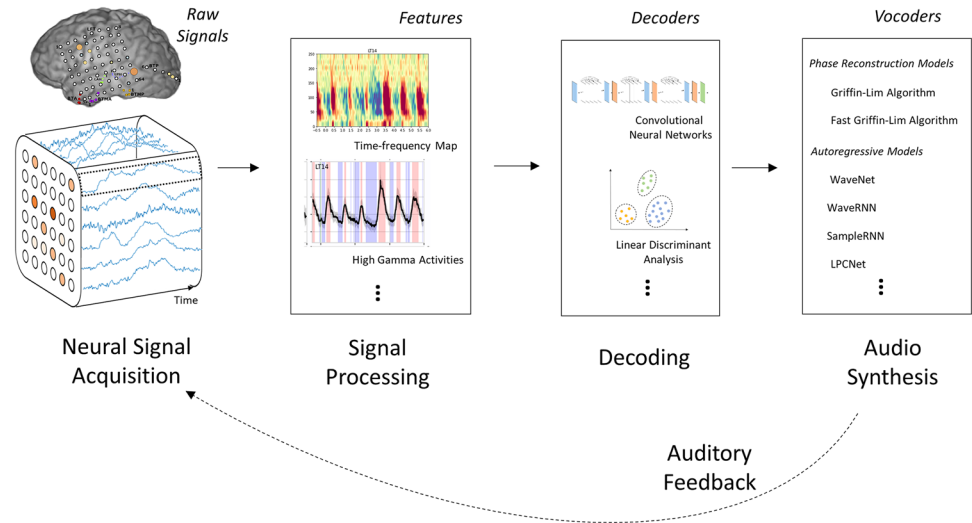 Raw
Signals
Features
Decoders
Vocoders
LT14
Time-frequency Map
LT14
High Gamma Activities
Convolutional
Neural Networks
Linear Discriminant
Analysis
Phase Reconstruction Models
Griffin-Lim Algorithm
Fast Griffin-Lim Algorithm
Autoregressive Models
WaveNet
WaveRNN
SampleRNN
LPCNet
Time
Neural Signal
Acquisition
Signal
Processing
Decoding
Audio
Synthesis
Auditory
Feedback